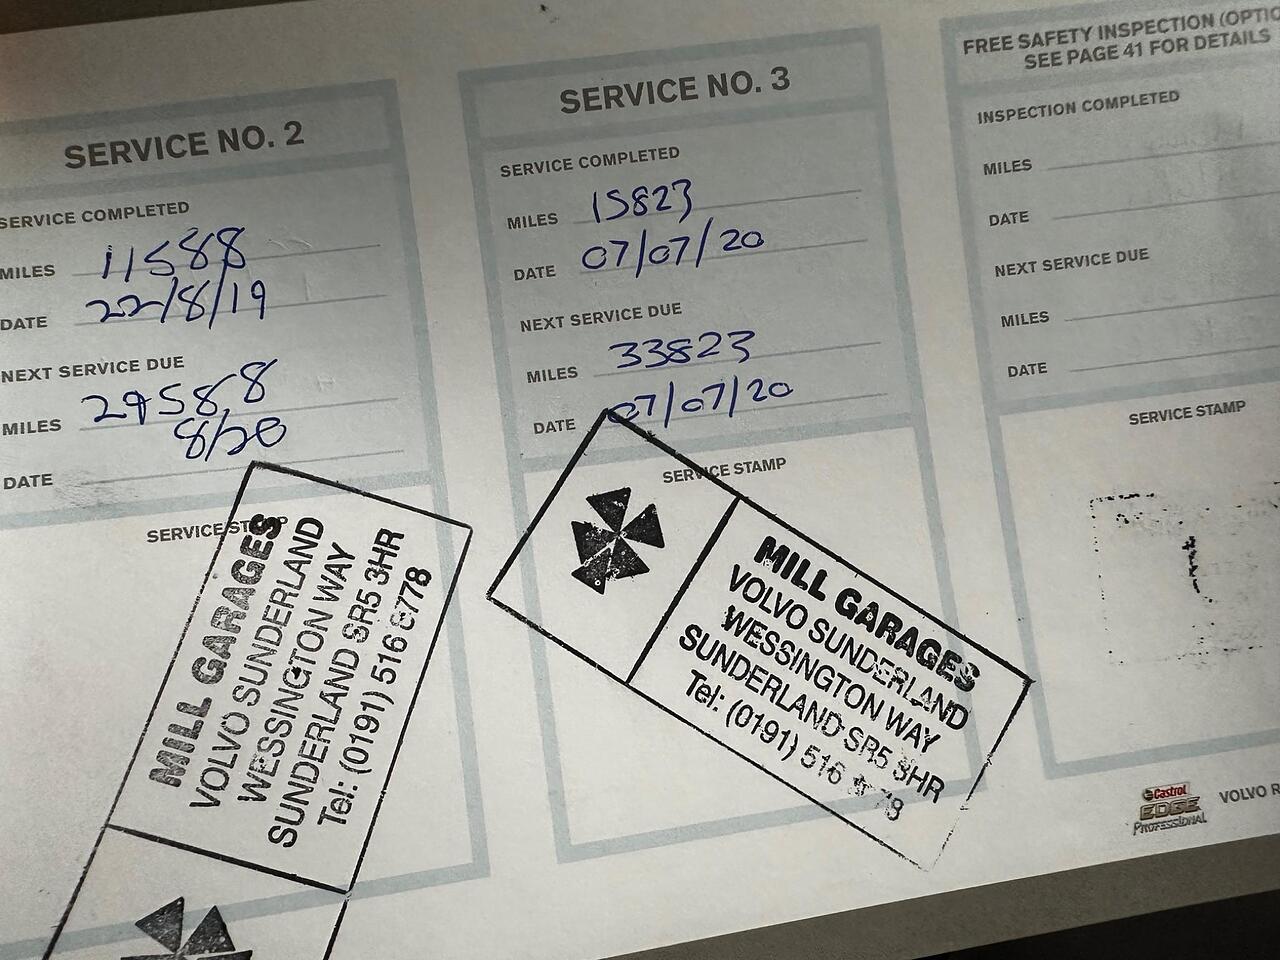 SERVICE NO. 2
SERVICE COMPLETED
MILES 11588
DATE 22/8/19
NEXT SERVICE DUE
MILES 29588
DATE 8/20
SERVICE STAMP
MILL GARAGES
VOLVO SUNDERLAND
WESSINGTON WAY
SUNDERLAND SR5 3HR
Tel: (0191) 516 8778
SERVICE NO. 3
SERVICE COMPLETED
MILES 15823
DATE 07/07/20
NEXT SERVICE DUE
MILES 33823
DATE 07/07/20
SERVICE STAMP
MILL GARAGES
VOLVO SUNDERLAND
WESSINGTON WAY
SUNDERLAND SR5 3HR
Tel: (0191) 516
FREE SAFETY INSPECTION
SEE PAGE 41 FOR DETAILS
INSPECTION COMPLETED
MILES
DATE
NEXT SERVICE DUE
MILES
DATE
SERVICE STAMP
Castrol
EDGE
PROFESSIONAL
VOLVO